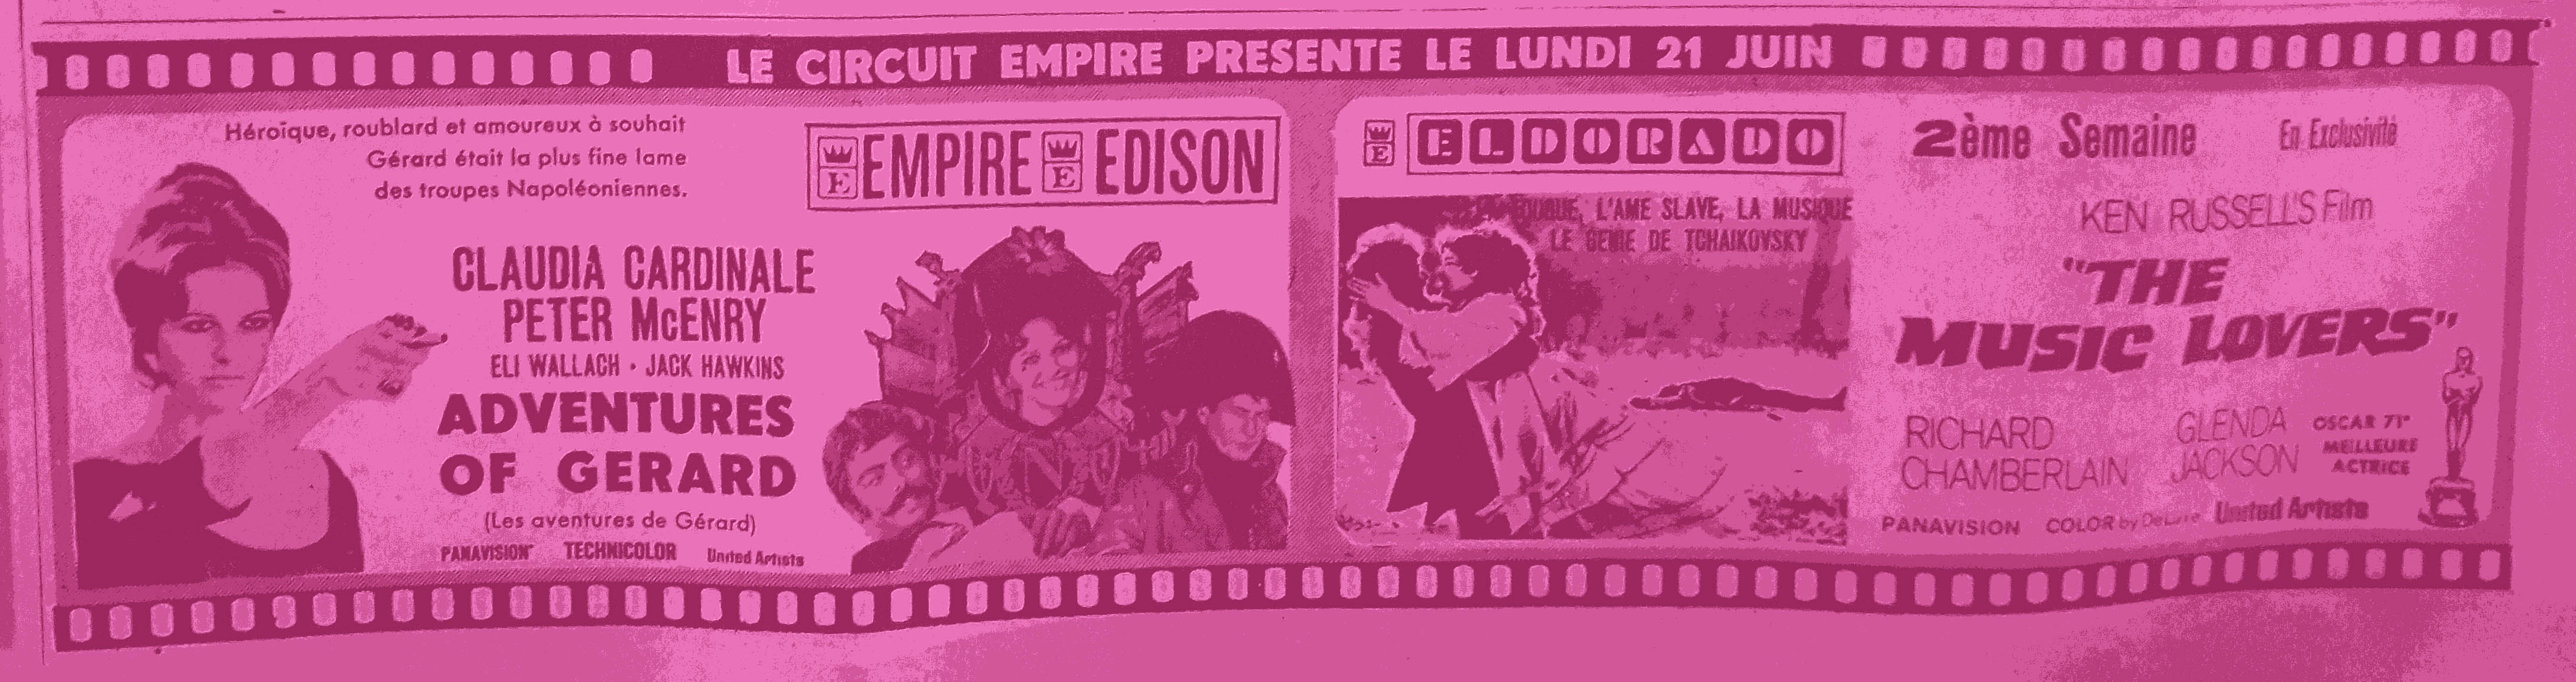 LE CIRCUIT EMPIRE PRESENTE LE LUNDI 21 JUIN
Héroïque, roublard et amoureux à souhait
Gérard était la plus fine lame
des troupes Napoléoniennes.
E EMPIRE E EDISON
CLAUDIA CARDINALE
PETER McENRY
ELI WALLACH · JACK HAWKINS
ADVENTURES
OF GERARD
(Les aventures de Gérard)
PANAVISION TECHNICOLOR United Artists
N
E ELDORADO
L'AME SLAVE, LA MUSIQUE
LE GENIE DE TCHAIKOVSKY
2ème Semaine En Exclusivité
KEN RUSSELL'S Film
"THE
MUSIC LOVERS"
RICHARD
CHAMBERLAIN
GLENDA
JACKSON
OSCAR 71"
MEILLEURE
ACTRICE
PANAVISION COLOR by DeLuxe United Artists